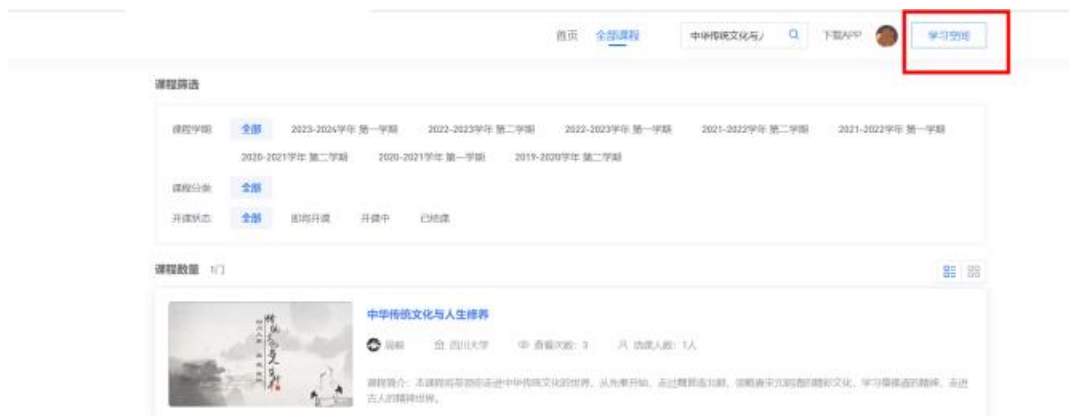 首页 全部课程 中华传统文化与人 下载APP 学习空间
课程筛选
课程学期 全部 2023-2024学年 第一学期 2022-2023学年 第二学期 2022-2023学年 第一学期 2021-2022学年 第二学期 2021-2022学年 第一学期
2020-2021学年 第二学期 2020-2021学年 第一学期 2019-2020学年 第二学期
课程分类 全部
开课状态 全部 即将开课 开课中 已结课
课程数量 1门
中华传统文化与人生修养
四川大学 查看次数: 3 选课人数: 1人
课程简介: 本课程将带领你走进中华传统文化的世界，从先秦开始，走过魏晋南北朝，领略唐宋元明清的精彩文化，学习儒佛道的精神，走进
古人的精神世界。